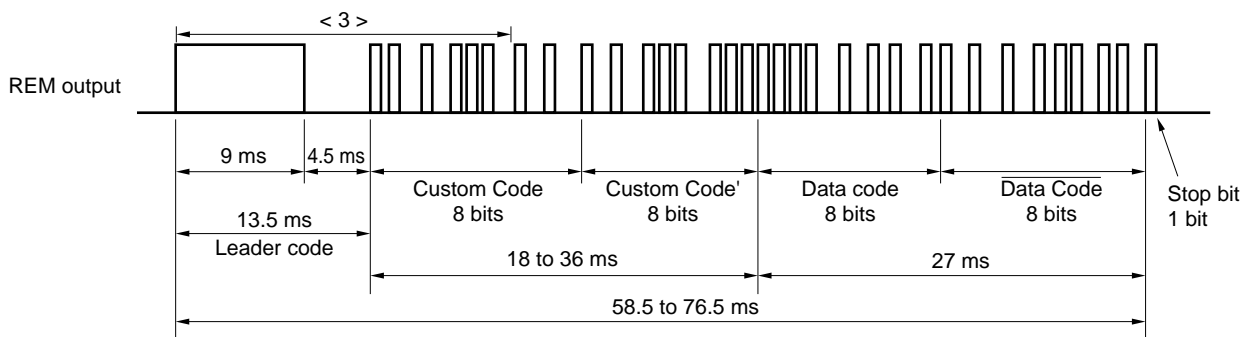 < 3 >
REM output
9 ms
4.5 ms
Custom Code
8 bits
Custom Code'
8 bits
Data code
8 bits
Data Code
8 bits
Stop bit
1 bit
13.5 ms
Leader code
18 to 36 ms
27 ms
58.5 to 76.5 ms